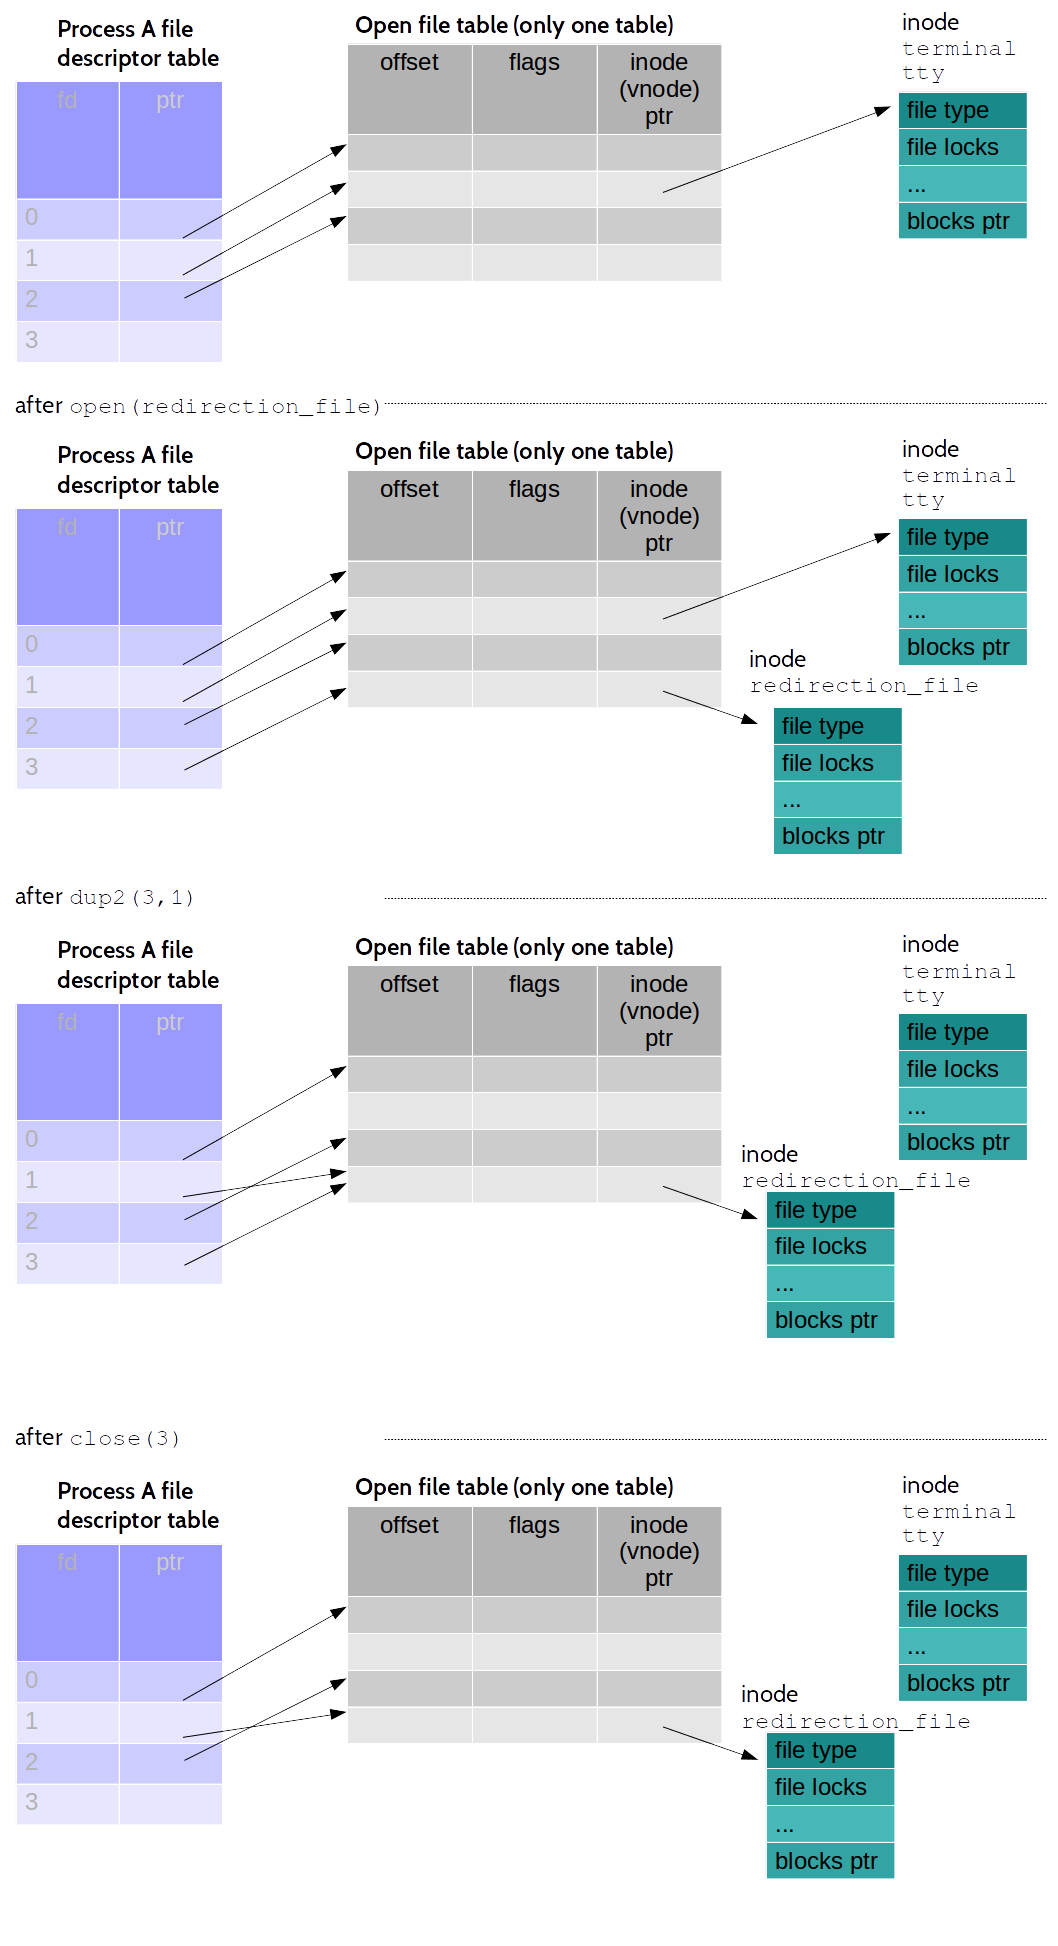 Process A file
descriptor table
Open file table (only one table)
inode
terminal
tty
fd ptr
offset flags inode
(vnode)
ptr
file type
file locks
...
blocks ptr
0
1
2
3
after open(redirection_file)
Process A file
descriptor table
Open file table (only one table)
inode
terminal
tty
fd ptr
offset flags inode
(vnode)
ptr
file type
file locks
...
blocks ptr
0
1
2
3
inode
redirection_file
file type
file locks
...
blocks ptr
after dup2(3,1)
Process A file
descriptor table
Open file table (only one table)
inode
terminal
tty
fd ptr
offset flags inode
(vnode)
ptr
file type
file locks
...
blocks ptr
0
1
2
3
inode
redirection_file
file type
file locks
...
blocks ptr
after close(3)
Process A file
descriptor table
Open file table (only one table)
inode
terminal
tty
fd ptr
offset flags inode
(vnode)
ptr
file type
file locks
...
blocks ptr
0
1
2
3
inode
redirection_file
file type
file locks
...
blocks ptr